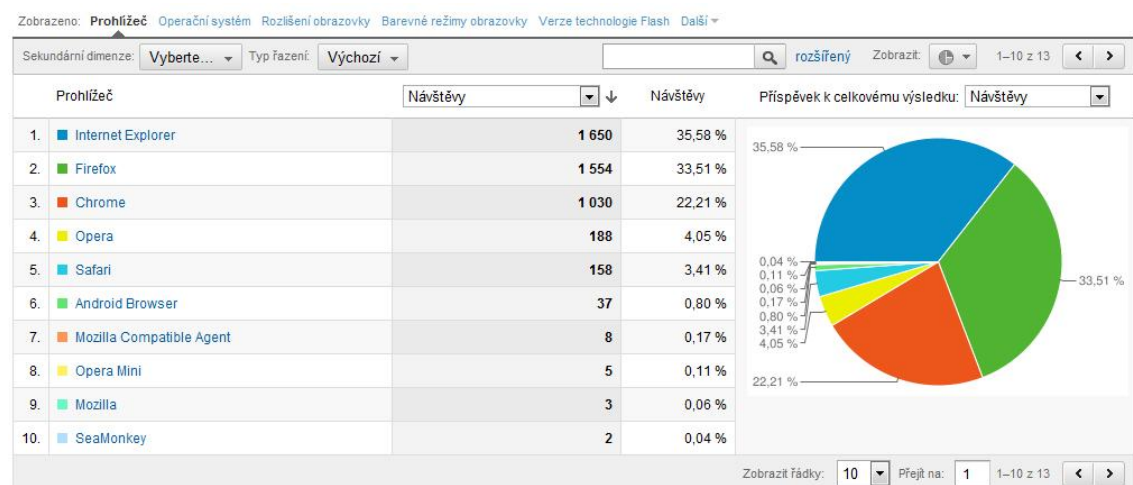 Zobrazeno: Prohlížeč Operační systém Rozlišení obrazovky Barevné režimy obrazovky Verze technologie Flash Další
Sekundární dimenze: Vyberte... Typ řazení: Výchozí rozšířený Zobrazit: 1–10 z 13
Prohlížeč Návštěvy Návštěvy Příspěvek k celkovému výsledku: Návštěvy
1. Internet Explorer 1 650 35,58 %
2. Firefox 1 554 33,51 %
3. Chrome 1 030 22,21 %
4. Opera 188 4,05 %
5. Safari 158 3,41 %
6. Android Browser 37 0,80 %
7. Mozilla Compatible Agent 8 0,17 %
8. Opera Mini 5 0,11 %
9. Mozilla 3 0,06 %
10. SeaMonkey 2 0,04 %
35,58 %
0,04 %
0,11 %
0,06 %
0,17 %
0,80 %
3,41 %
4,05 %
22,21 %
33,51 %
Zobrazit řádky: 10 Přejít na: 1 1–10 z 13